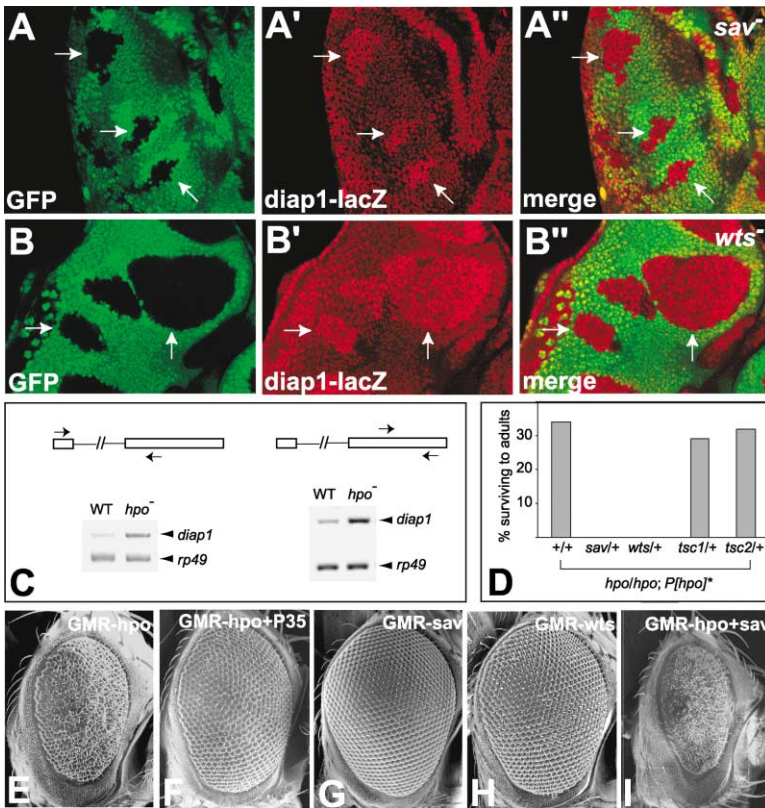 A A' A" sav⁻
GFP diap1-lacZ merge
B B' B" wts⁻
GFP diap1-lacZ merge
WT hpo⁻
diap1
rp49
WT hpo⁻
diap1
rp49
C
% surviving to adults
30
20
10
+/+ sav/+ wts/+ tsc1/+ tsc2/+
hpo/hpo; P[hpo]*
D
GMR-hpo GMR-hpo+P35 GMR-sav GMR-wts GMR-hpo+sav
E F G H I